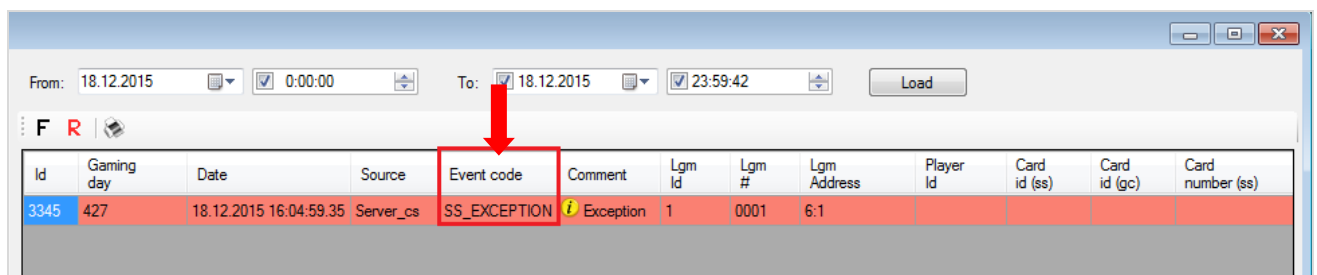 From: 18.12.2015 0:00:00 To: 18.12.2015 23:59:42 Load
F R
Id Gaming day Date Source Event code Comment Lgm Id Lgm # Lgm Address Player Id Card id (ss) Card id (gc) Card number (ss)
3345 427 18.12.2015 16:04:59.35 Server_cs SS_EXCEPTION i Exception 1 0001 6:1